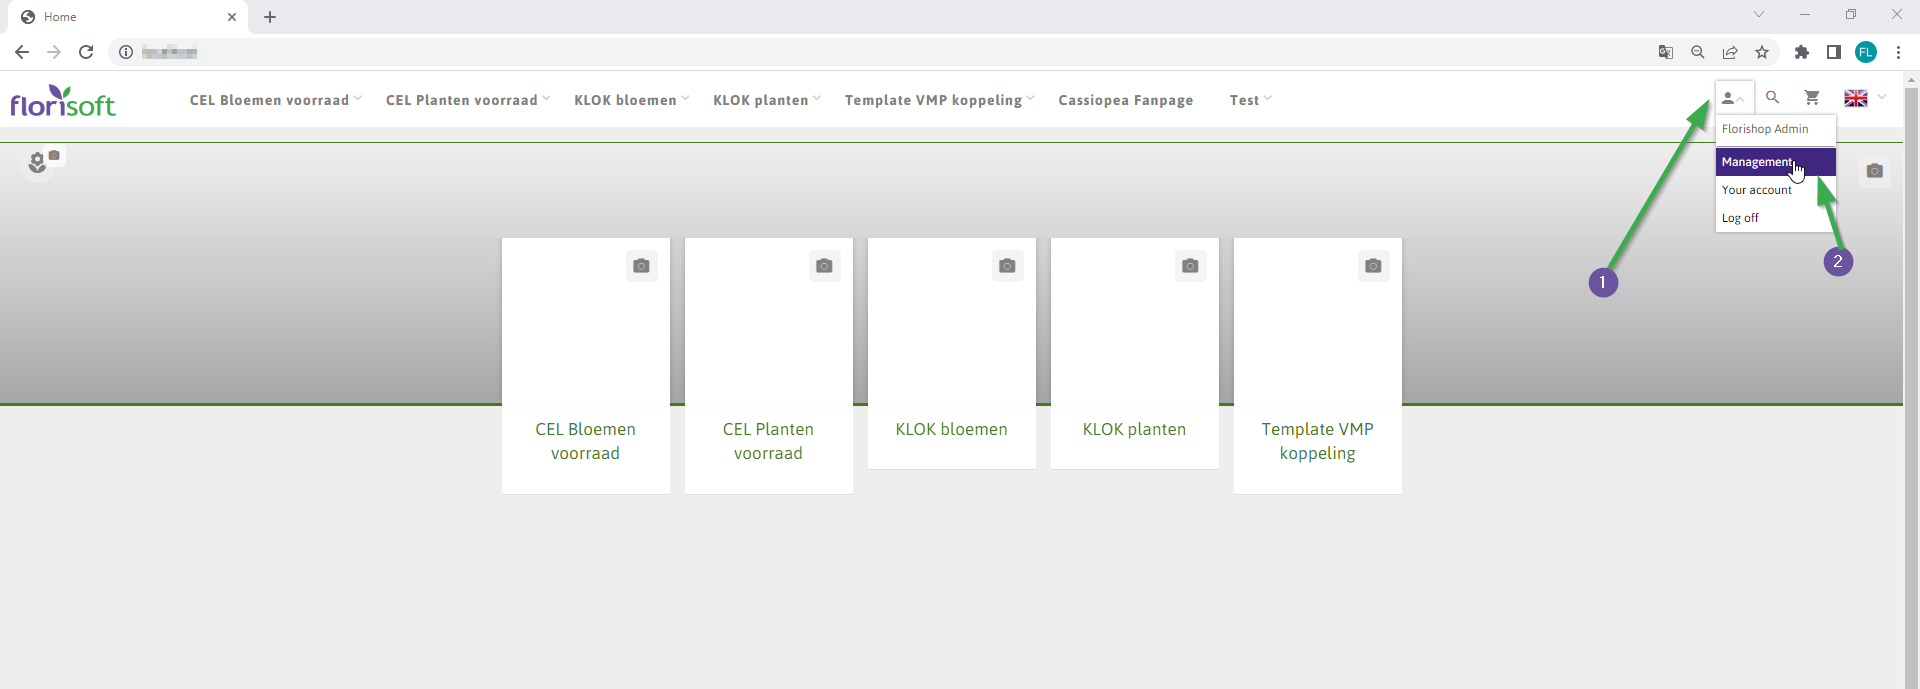 Home
FL
florisoft
CEL Bloemen voorraad
CEL Planten voorraad
KLOK bloemen
KLOK planten
Template VMP koppeling
Cassiopea Fanpage
Test
Florishop Admin
Management
Your account
Log off
1
2
CEL Bloemen
voorraad
CEL Planten
voorraad
KLOK bloemen
KLOK planten
Template VMP
koppeling